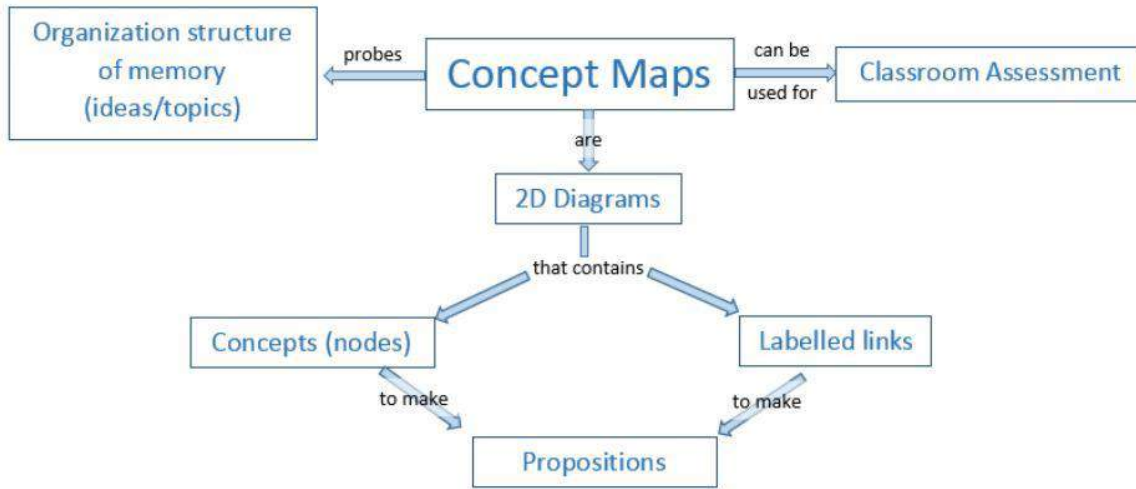 Organization structure
of memory
(ideas/topics)
probes
Concept Maps
can be
used for
Classroom Assessment
are
2D Diagrams
that contains
Concepts (nodes)
Labelled links
to make
to make
Propositions